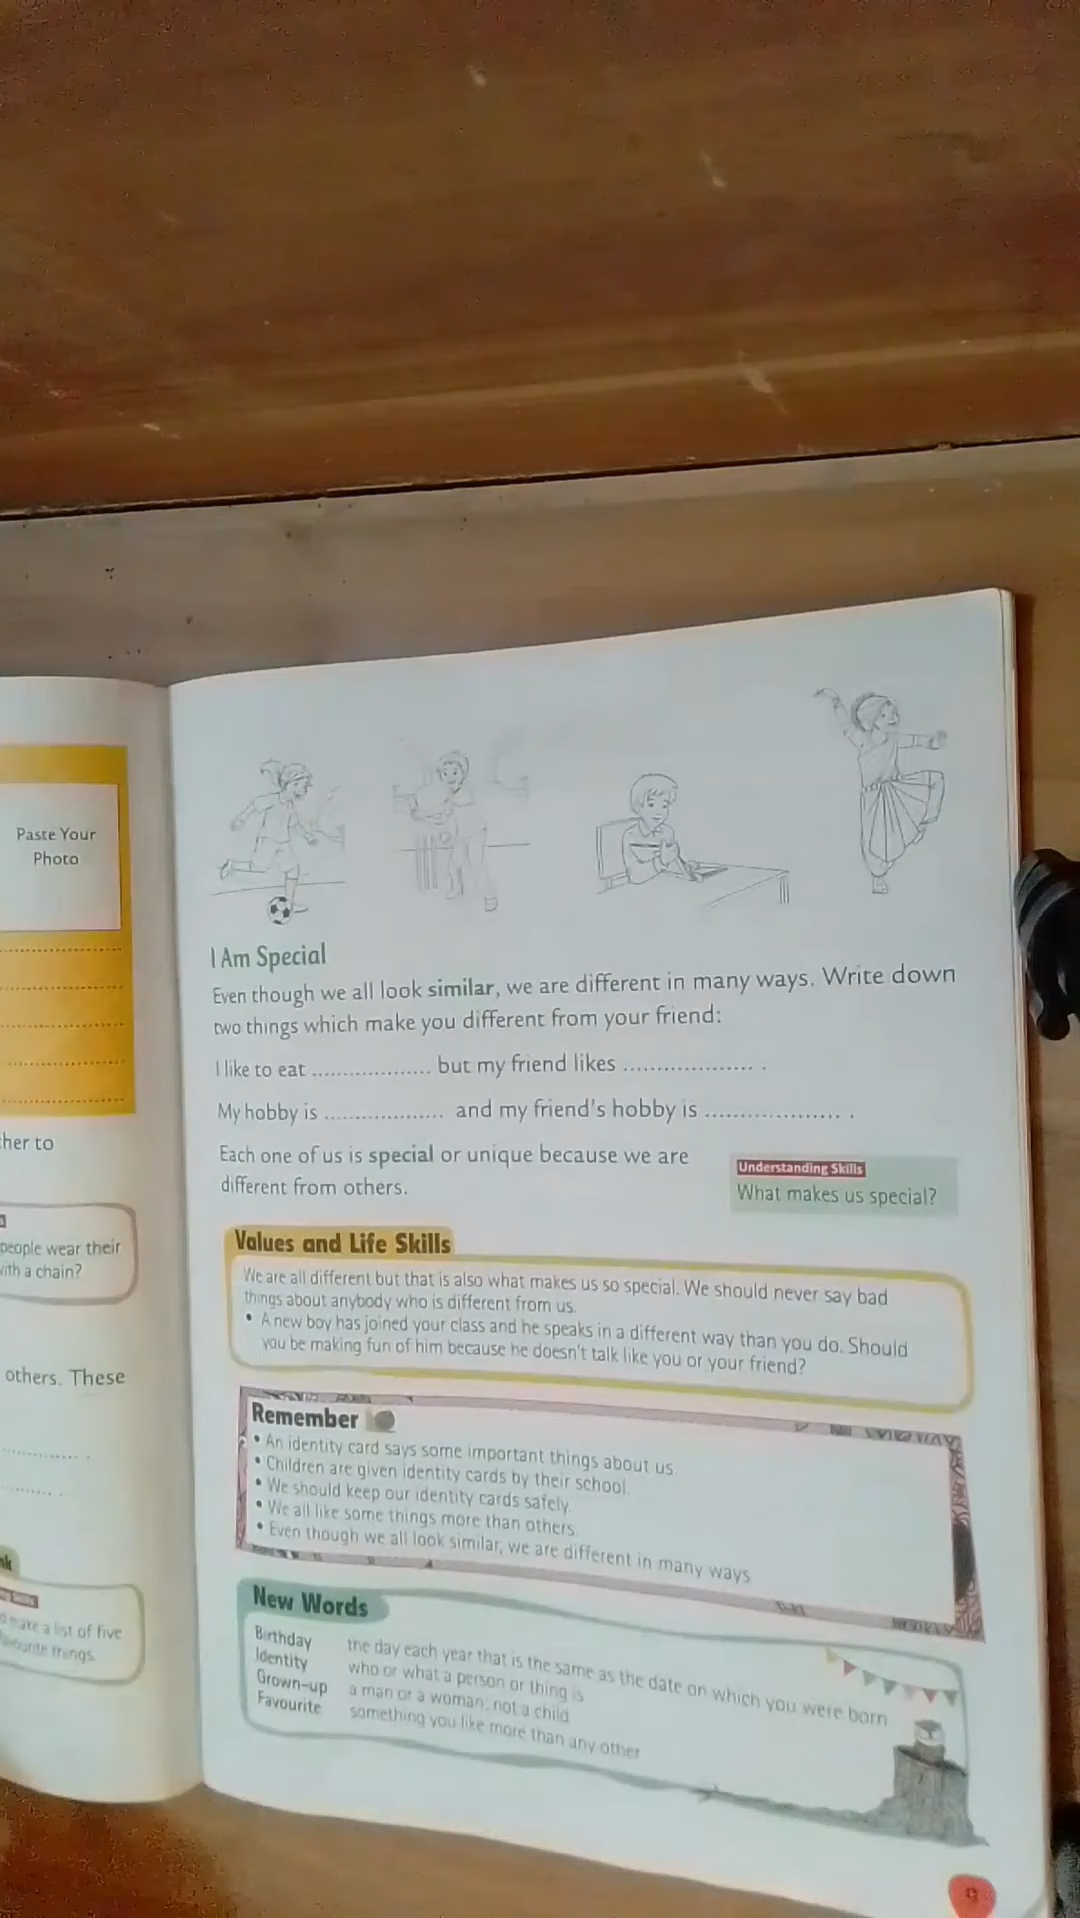 Paste Your
Photo
her to
people wear their
with a chain?
others. These
make a list of five
favourite things.
I Am Special
Even though we all look similar, we are different in many ways. Write down
two things which make you different from your friend:
I like to eat ................... but my friend likes ..................... .
My hobby is ................... and my friend's hobby is ...................... .
Each one of us is special or unique because we are
different from others.
Understanding Skills
What makes us special?
Values and Life Skills
We are all different but that is also what makes us so special. We should never say bad
things about anybody who is different from us.
• A new boy has joined your class and he speaks in a different way than you do. Should
you be making fun of him because he doesn't talk like you or your friend?
Remember
• An identity card says some important things about us.
• Children are given identity cards by their school.
• We should keep our identity cards safely.
• We all like some things more than others.
• Even though we all look similar, we are different in many ways.
New Words
Birthday the day each year that is the same as the date on which you were born
Identity who or what a person or thing is
Grown-up a man or a woman; not a child
Favourite something you like more than any other